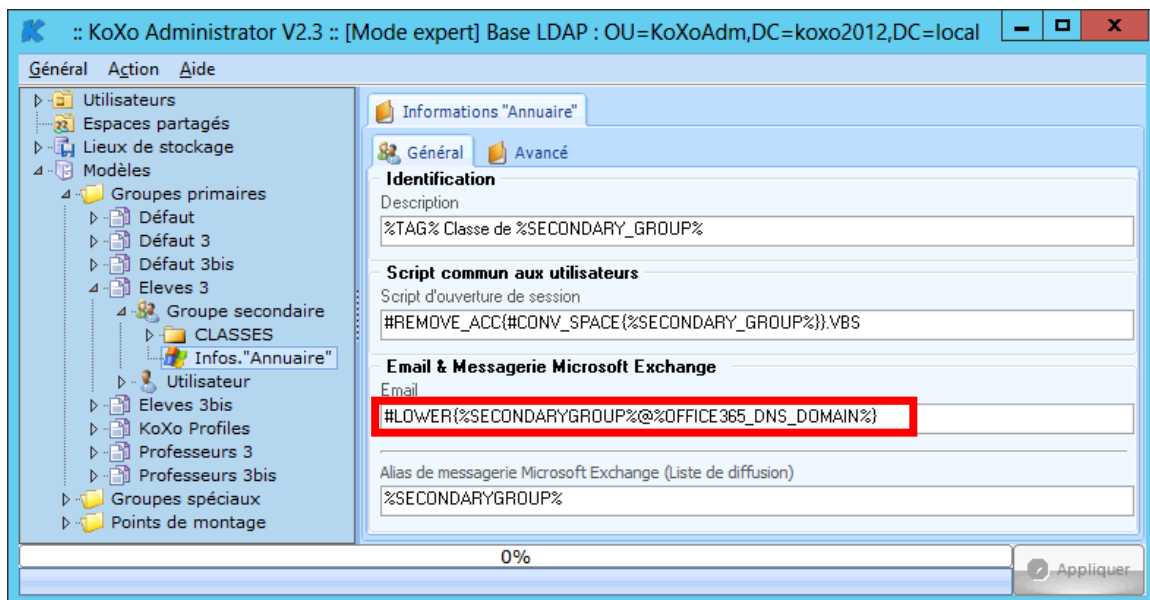 :: KoXo Administrator V2.3 :: [Mode expert] Base LDAP : OU=KoXoAdm,DC=koxo2012,DC=local
Général Action Aide
Utilisateurs
Espaces partagés
Lieux de stockage
Modèles
Groupes primaires
Défaut
Défaut 3
Défaut 3bis
Eleves 3
Groupe secondaire
CLASSES
Infos."Annuaire"
Utilisateur
Eleves 3bis
KoXo Profiles
Professeurs 3
Professeurs 3bis
Groupes spéciaux
Points de montage
Informations "Annuaire"
Général Avancé
Identification
Description
%TAG% Classe de %SECONDARY_GROUP%
Script commun aux utilisateurs
Script d'ouverture de session
#REMOVE_ACC{#CONV_SPACE{%SECONDARY_GROUP%}}.VBS
Email & Messagerie Microsoft Exchange
Email
#LOWER{%SECONDARYGROUP%@%OFFICE365_DNS_DOMAIN%}
Alias de messagerie Microsoft Exchange (Liste de diffusion)
%SECONDARYGROUP%
0%
Appliquer